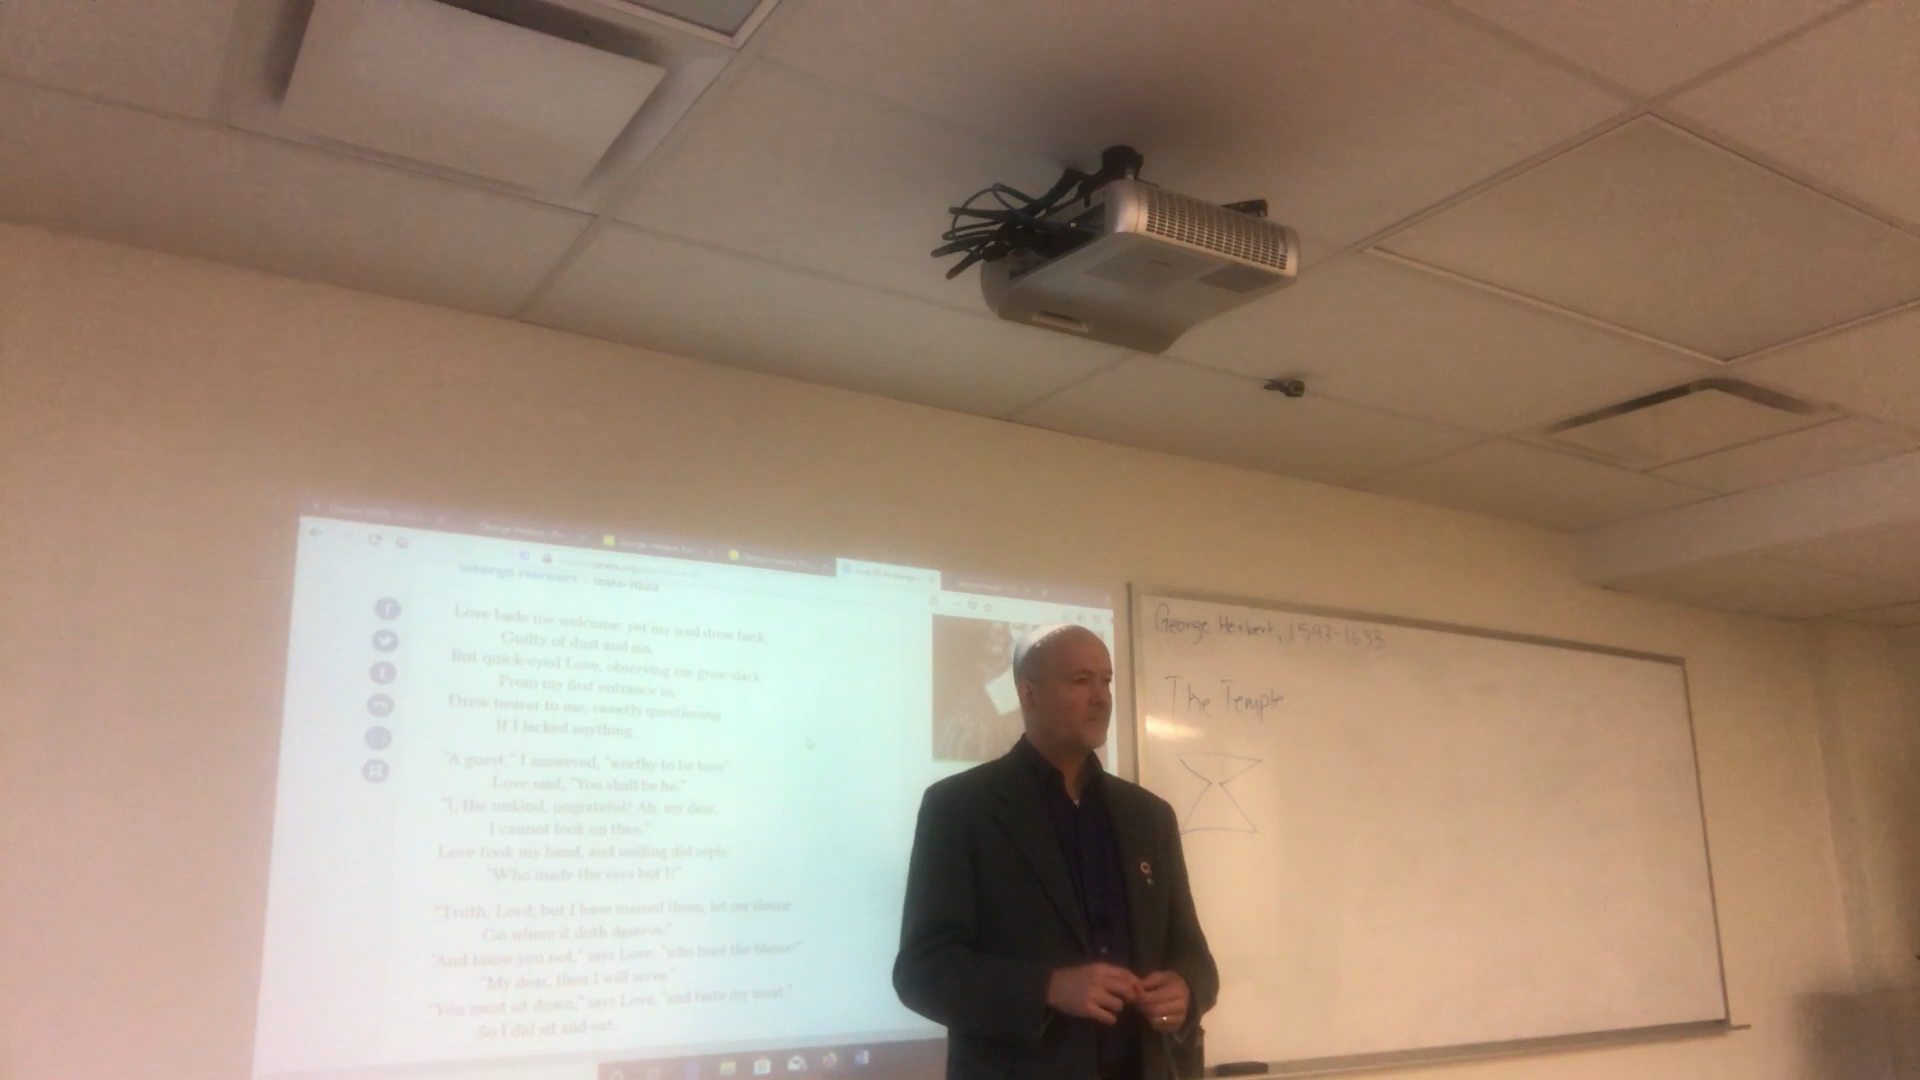 George Herbert - 1593-1633
Love bade me welcome: yet my soul drew back,
Guilty of dust and sin.
But quick-eyed Love, observing me grow slack
From my first entrance in,
Drew nearer to me, sweetly questioning
If I lacked anything.
"A guest," I answered, "worthy to be here"
Love said, "You shall be he."
"I, the unkind, ungrateful? Ah, my dear,
I cannot look on thee."
Love took my hand, and smiling did reply,
"Who made the eyes but I?"
"Truth, Lord; but I have marred them; let my shame
Go where it doth deserve."
"And know you not," says Love, "who bore the blame?"
"My dear, then I will serve."
"You must sit down," says Love, "and taste my meat."
So I did sit and eat.
George Herbert, 1593-1633
The Temple